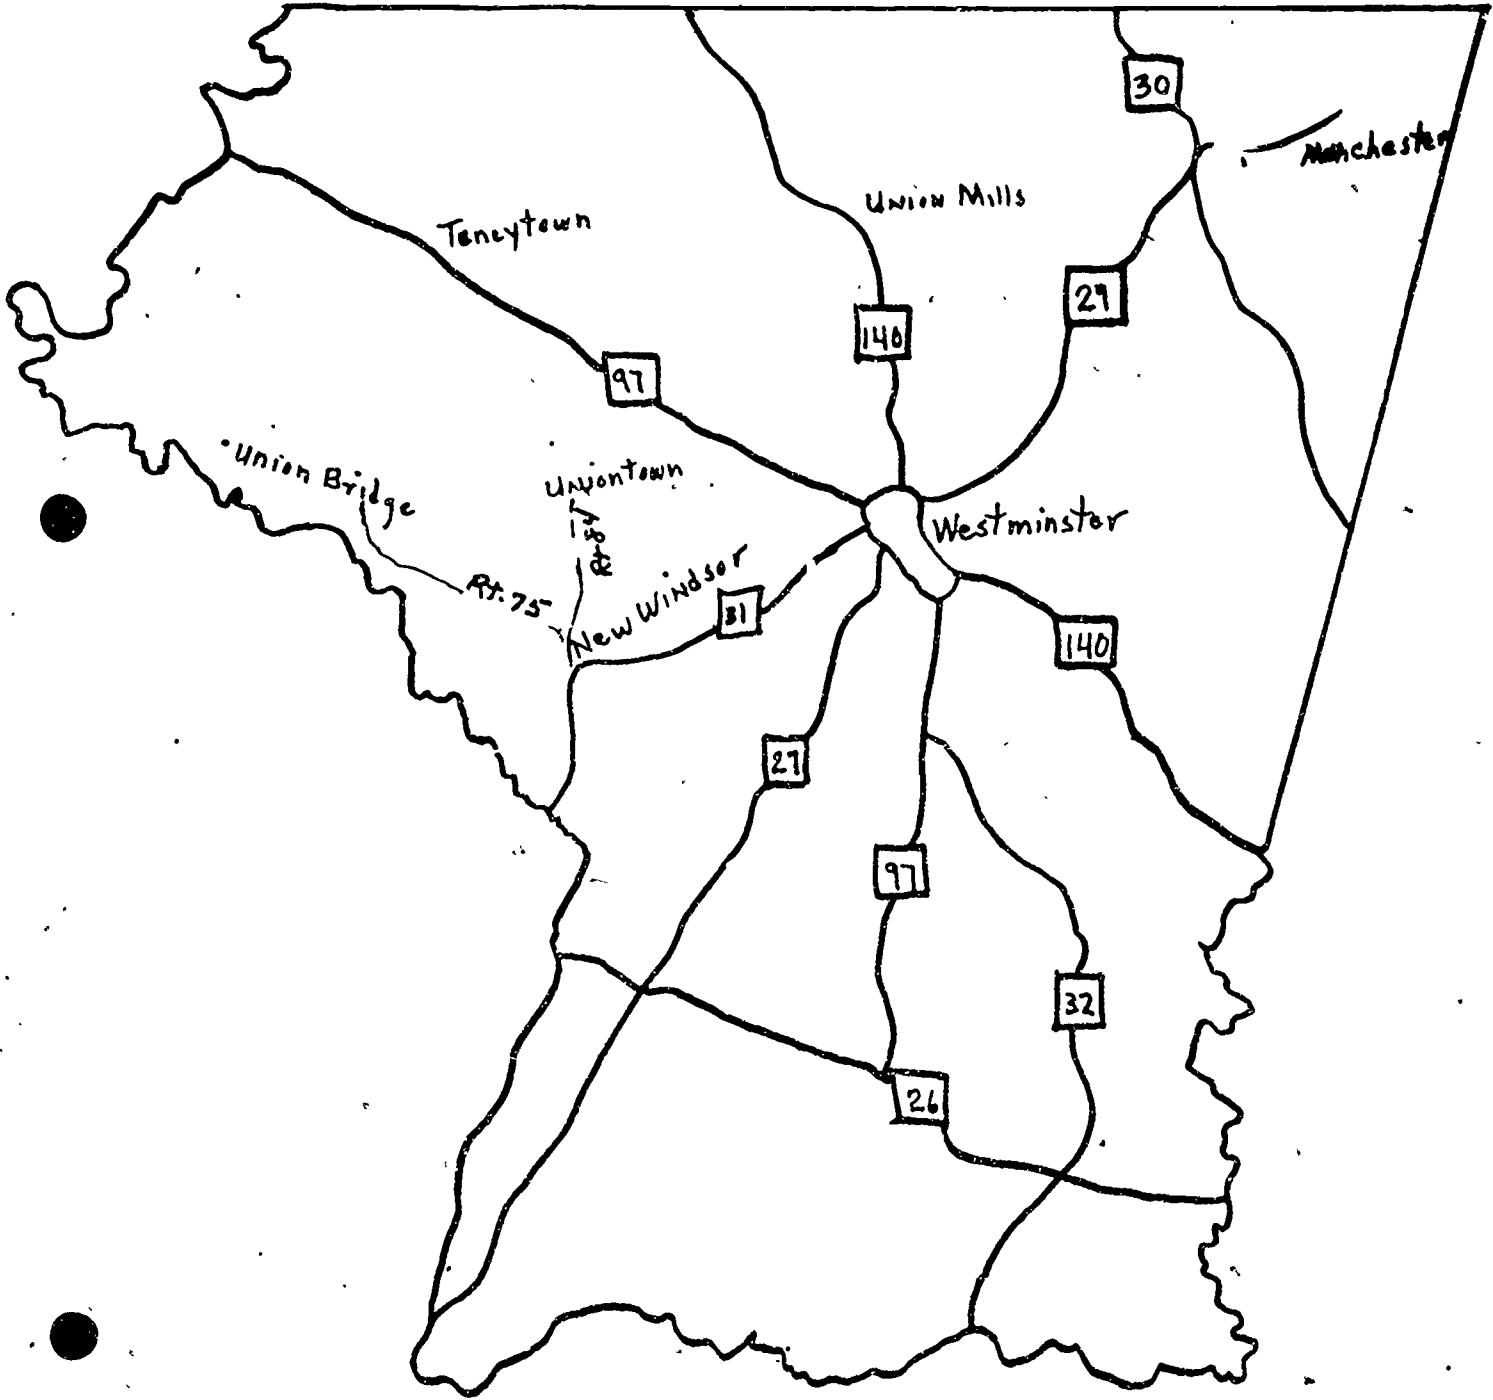 30
Manchester
Union Mills
Taneytown
29
140
97
Union Bridge
Uniontown
Westminster
Rt. 75
New Windsor
31
140
27
97
32
26